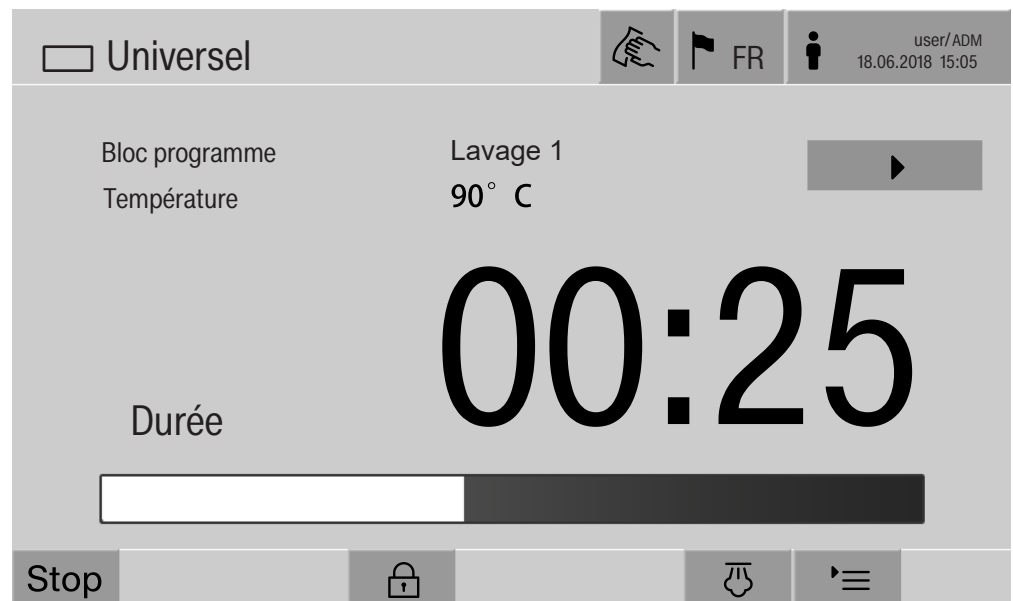 Universel
FR
user/ADM
18.06.2018 15:05
Bloc programme Lavage 1
Température 90° C
00:25
Durée
Stop